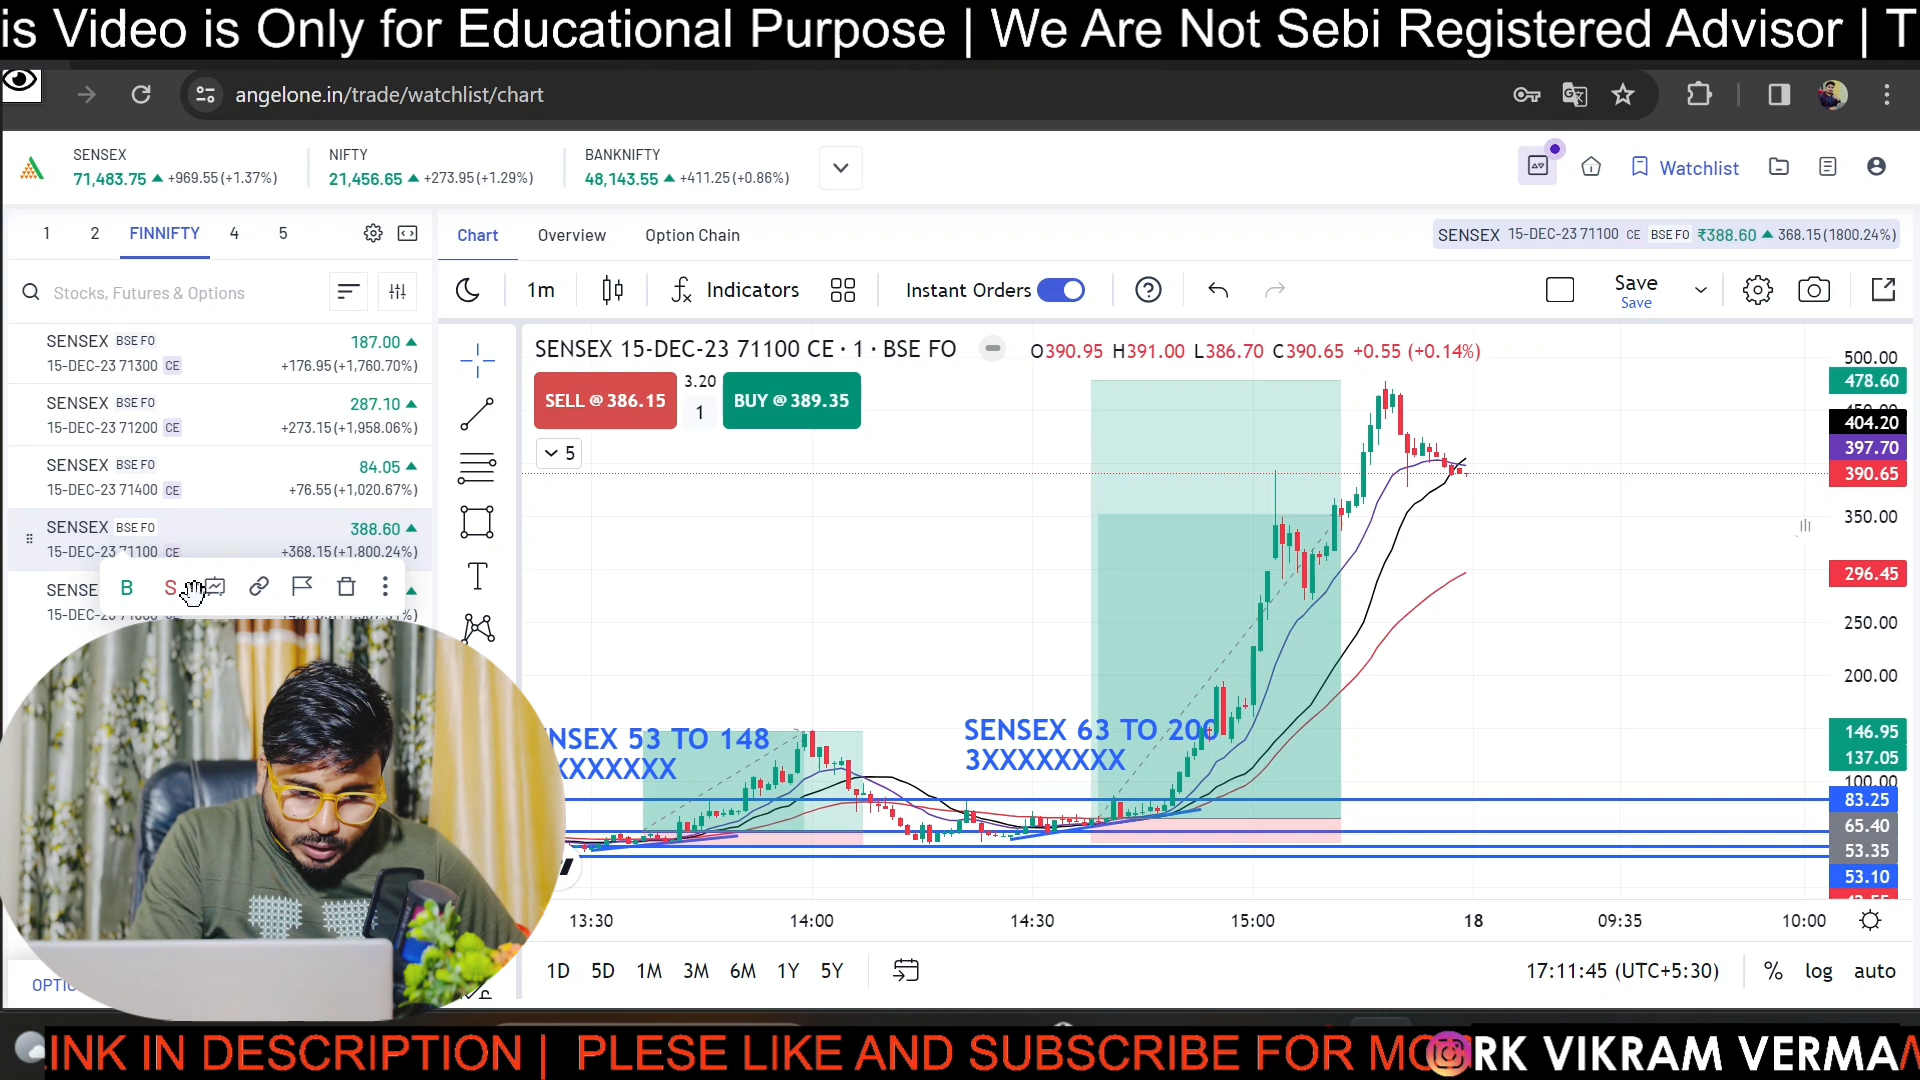 is Video is Only for Educational Purpose | We Are Not Sebi Registered Advisor | T
angelone.in/trade/watchlist/chart
SENSEX
71,483.75 ▲ +969.55 (+1.37%)
NIFTY
21,456.65 ▲ +273.95 (+1.29%)
BANKNIFTY
48,143.55 ▲ +411.25 (+0.86%)
Watchlist
1 2 FINNIFTY 4 5
Chart Overview Option Chain
SENSEX 15-DEC-23 71100 CE BSE FO ₹388.60 ▲ 368.15 (1800.24%)
Stocks, Futures & Options
1m Indicators Instant Orders Save
Save
SENSEX BSE FO 187.00 ▲
15-DEC-23 71300 CE +176.95 (+1,760.70%)
SENSEX BSE FO 287.10 ▲
15-DEC-23 71200 CE +273.15 (+1,958.06%)
SENSEX BSE FO 84.05 ▲
15-DEC-23 71400 CE +76.55 (+1,020.67%)
SENSEX BSE FO 388.60 ▲
15-DEC-23 71100 CE +368.15 (+1,800.24%)
B S
SENSE
15-DEC-
SENSEX 15-DEC-23 71100 CE · 1 · BSE FO
O390.95 H391.00 L386.70 C390.65 +0.55 (+0.14%)
SELL @ 386.15
3.20
1
BUY @ 389.35
5
T
NSEX 53 TO 148
XXXXXXX
SENSEX 63 TO 200
3XXXXXXXX
500.00
478.60
404.20
397.70
390.65
350.00
296.45
250.00
200.00
146.95
137.05
100.00
83.25
65.40
53.35
53.10
13:30 14:00 14:30 15:00 18 09:35 10:00
OPTIO
1D 5D 1M 3M 6M 1Y 5Y
17:11:45 (UTC+5:30) % log auto
INK IN DESCRIPTION | PLESE LIKE AND SUBSCRIBE FOR MO
RK VIKRAM VERMA